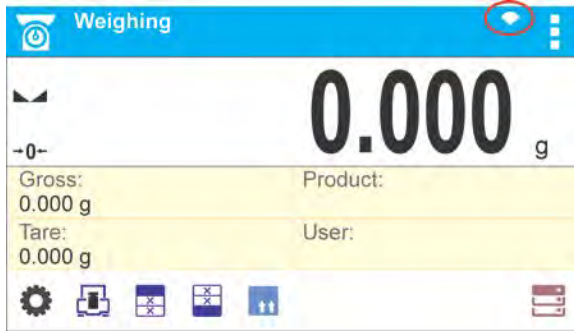 Weighing
0.000 g
→0←
Gross:
0.000 g
Product:
Tare:
0.000 g
User: